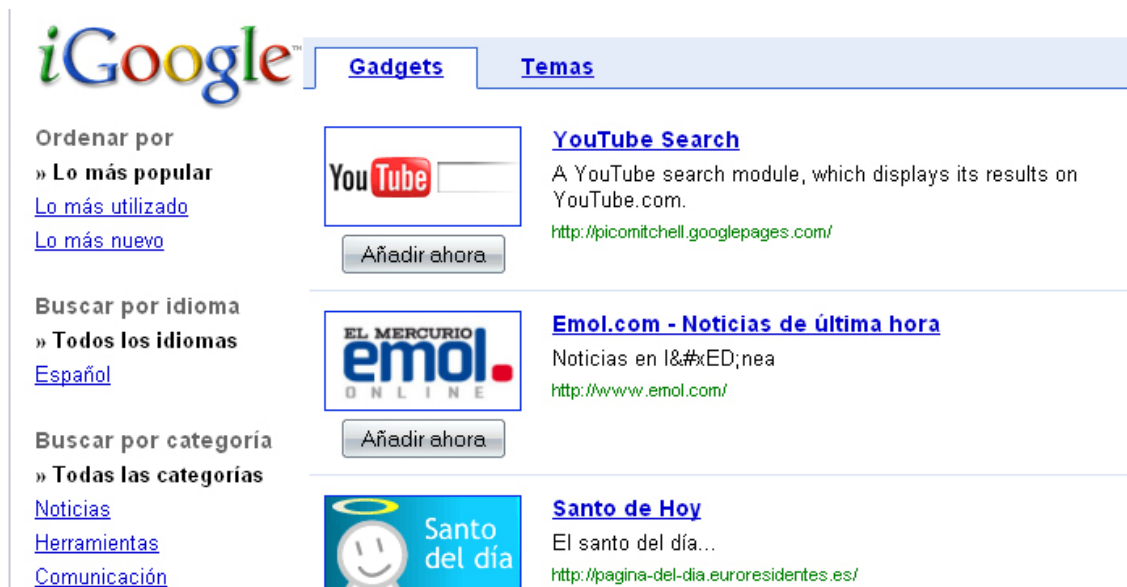 iGoogle™
Gadgets
Temas
Ordenar por
» Lo más popular
Lo más utilizado
Lo más nuevo
Buscar por idioma
» Todos los idiomas
Español
Buscar por categoría
» Todas las categorías
Noticias
Herramientas
Comunicación
You Tube
Añadir ahora
YouTube Search
A YouTube search module, which displays its results on
YouTube.com.
http://picomitchell.googlepages.com/
EL MERCURIO
emol.
ONLINE
Añadir ahora
Emol.com - Noticias de última hora
Noticias en l&#xED;nea
http://www.emol.com/
Santo
del día
Santo de Hoy
El santo del día...
http://pagina-del-dia.euroresidentes.es/